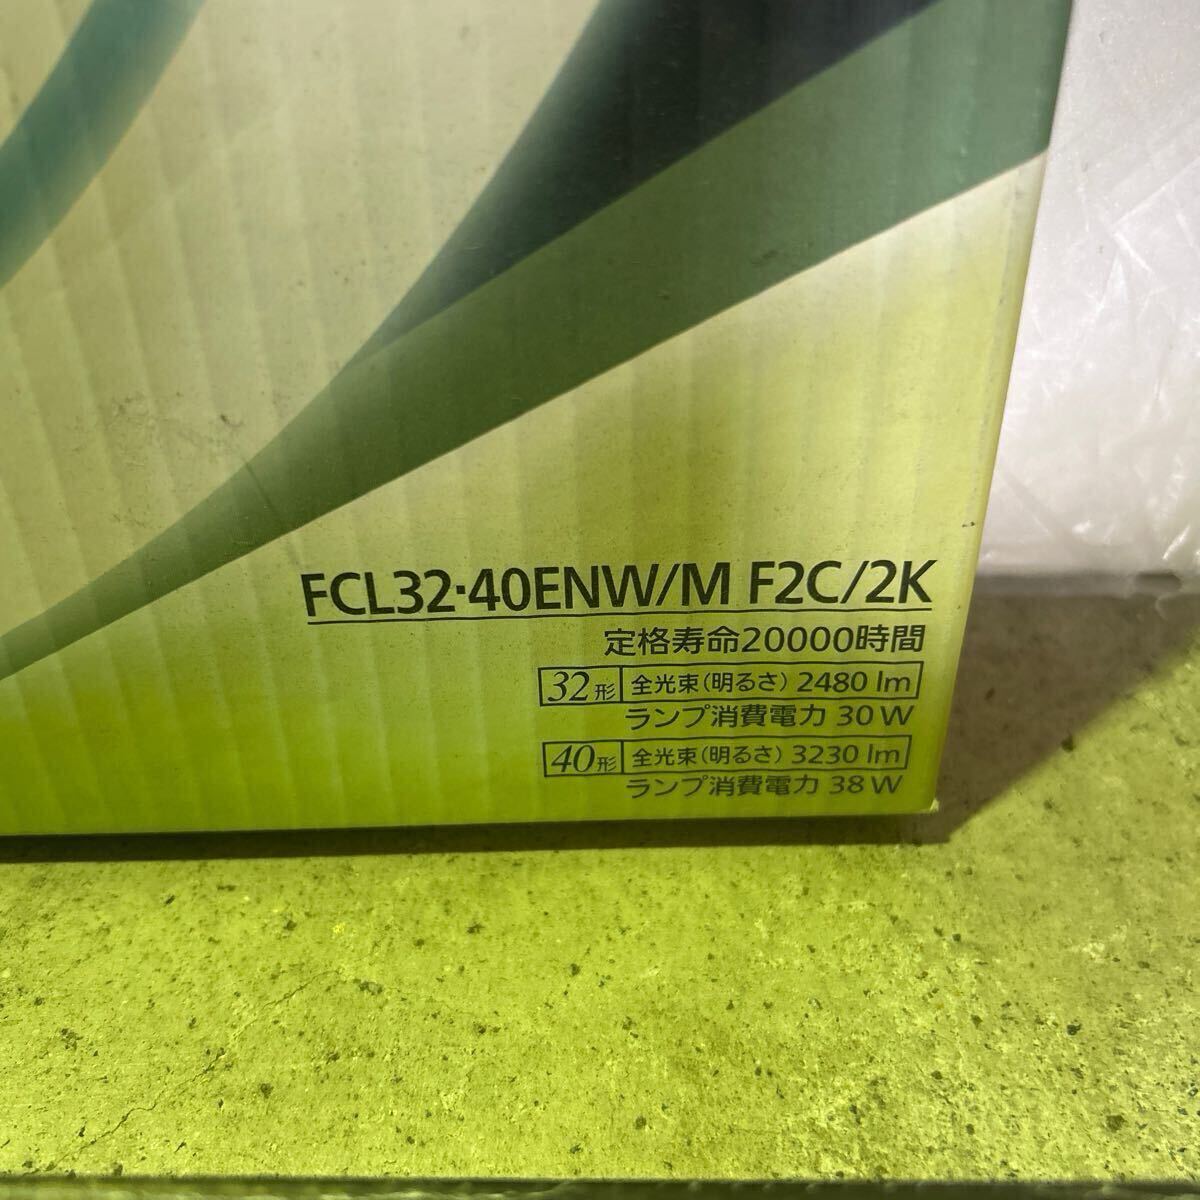 FCL32·40ENW/M F2C/2K
定格寿命20000時間
32形 全光束(明るさ) 2480 lm
ランプ消費電力 30 W
40形 全光束(明るさ) 3230 lm
ランプ消費電力 38 W